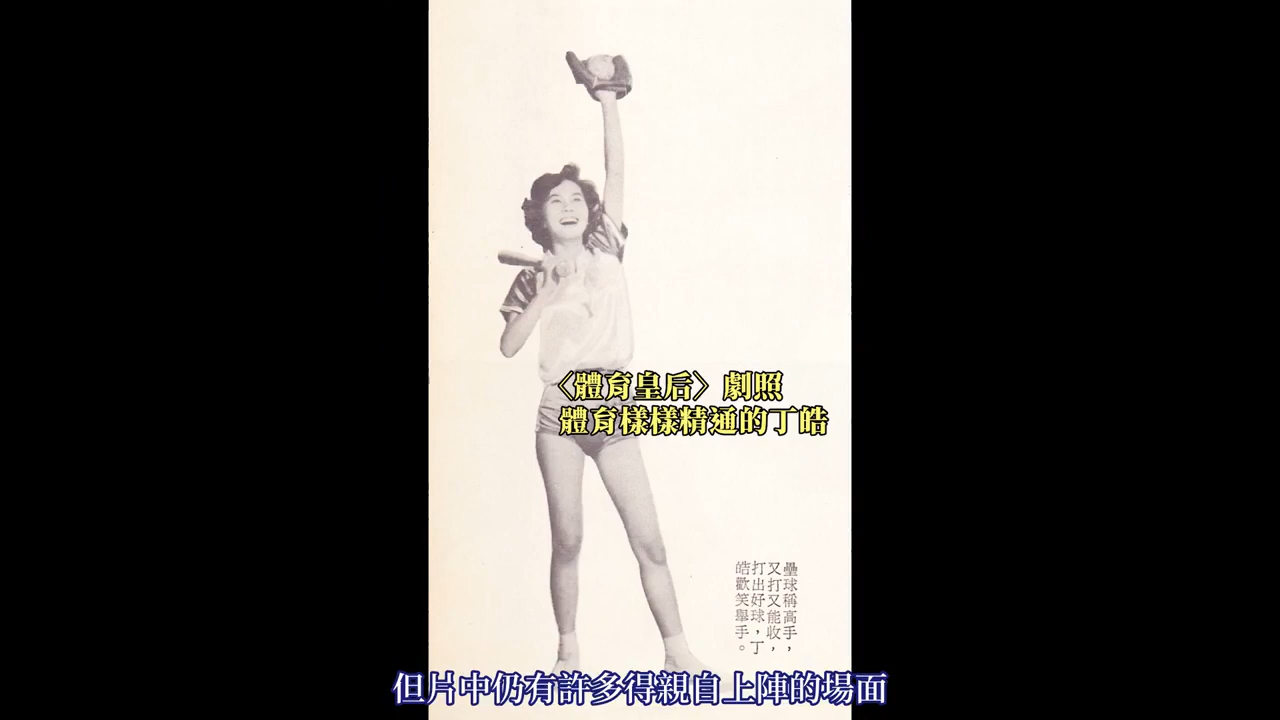 〈體育皇后〉劇照
體育樣樣精通的丁皓
壘球稱高手，
又打又能收，
打出好球，丁
皓歡笑舉手。
但片中仍有許多得親自上陣的場面